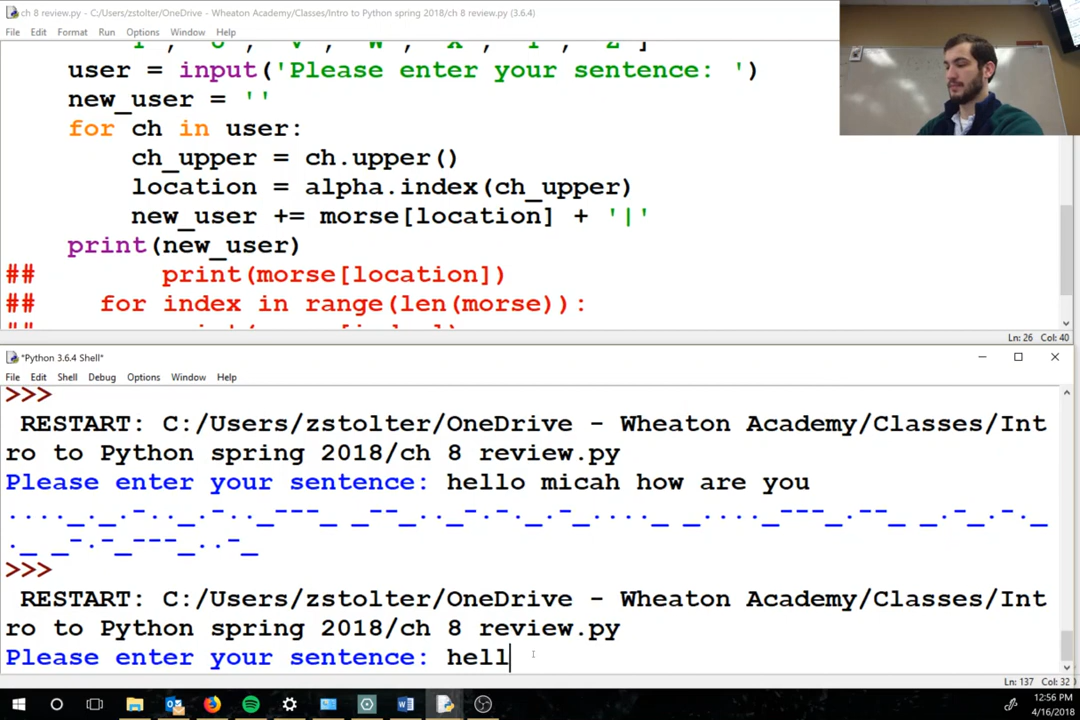 ch 8 review.py - C:/Users/zstolter/OneDrive - Wheaton Academy/Classes/Intro to Python spring 2018/ch 8 review.py (3.6.4)
File Edit Format Run Options Window Help
user = input('Please enter your sentence: ')
new_user = ''
for ch in user:
ch_upper = ch.upper()
location = alpha.index(ch_upper)
new_user += morse[location] + '|'
print(new_user)
## print(morse[location])
## for index in range(len(morse)):
Ln: 26 Col: 40
*Python 3.6.4 Shell*
File Edit Shell Debug Options Window Help
>>>
RESTART: C:/Users/zstolter/OneDrive - Wheaton Academy/Classes/Int
ro to Python spring 2018/ch 8 review.py
Please enter your sentence: hello micah how are you
...._._.-.._.-.._---_ _--_.._-.-._.-_...._ _...._---_.--_ _.-_.-._
._ _-.-_---_..-_
>>>
RESTART: C:/Users/zstolter/OneDrive - Wheaton Academy/Classes/Int
ro to Python spring 2018/ch 8 review.py
Please enter your sentence: hell
Ln: 137 Col: 32
12:56 PM
4/16/2018